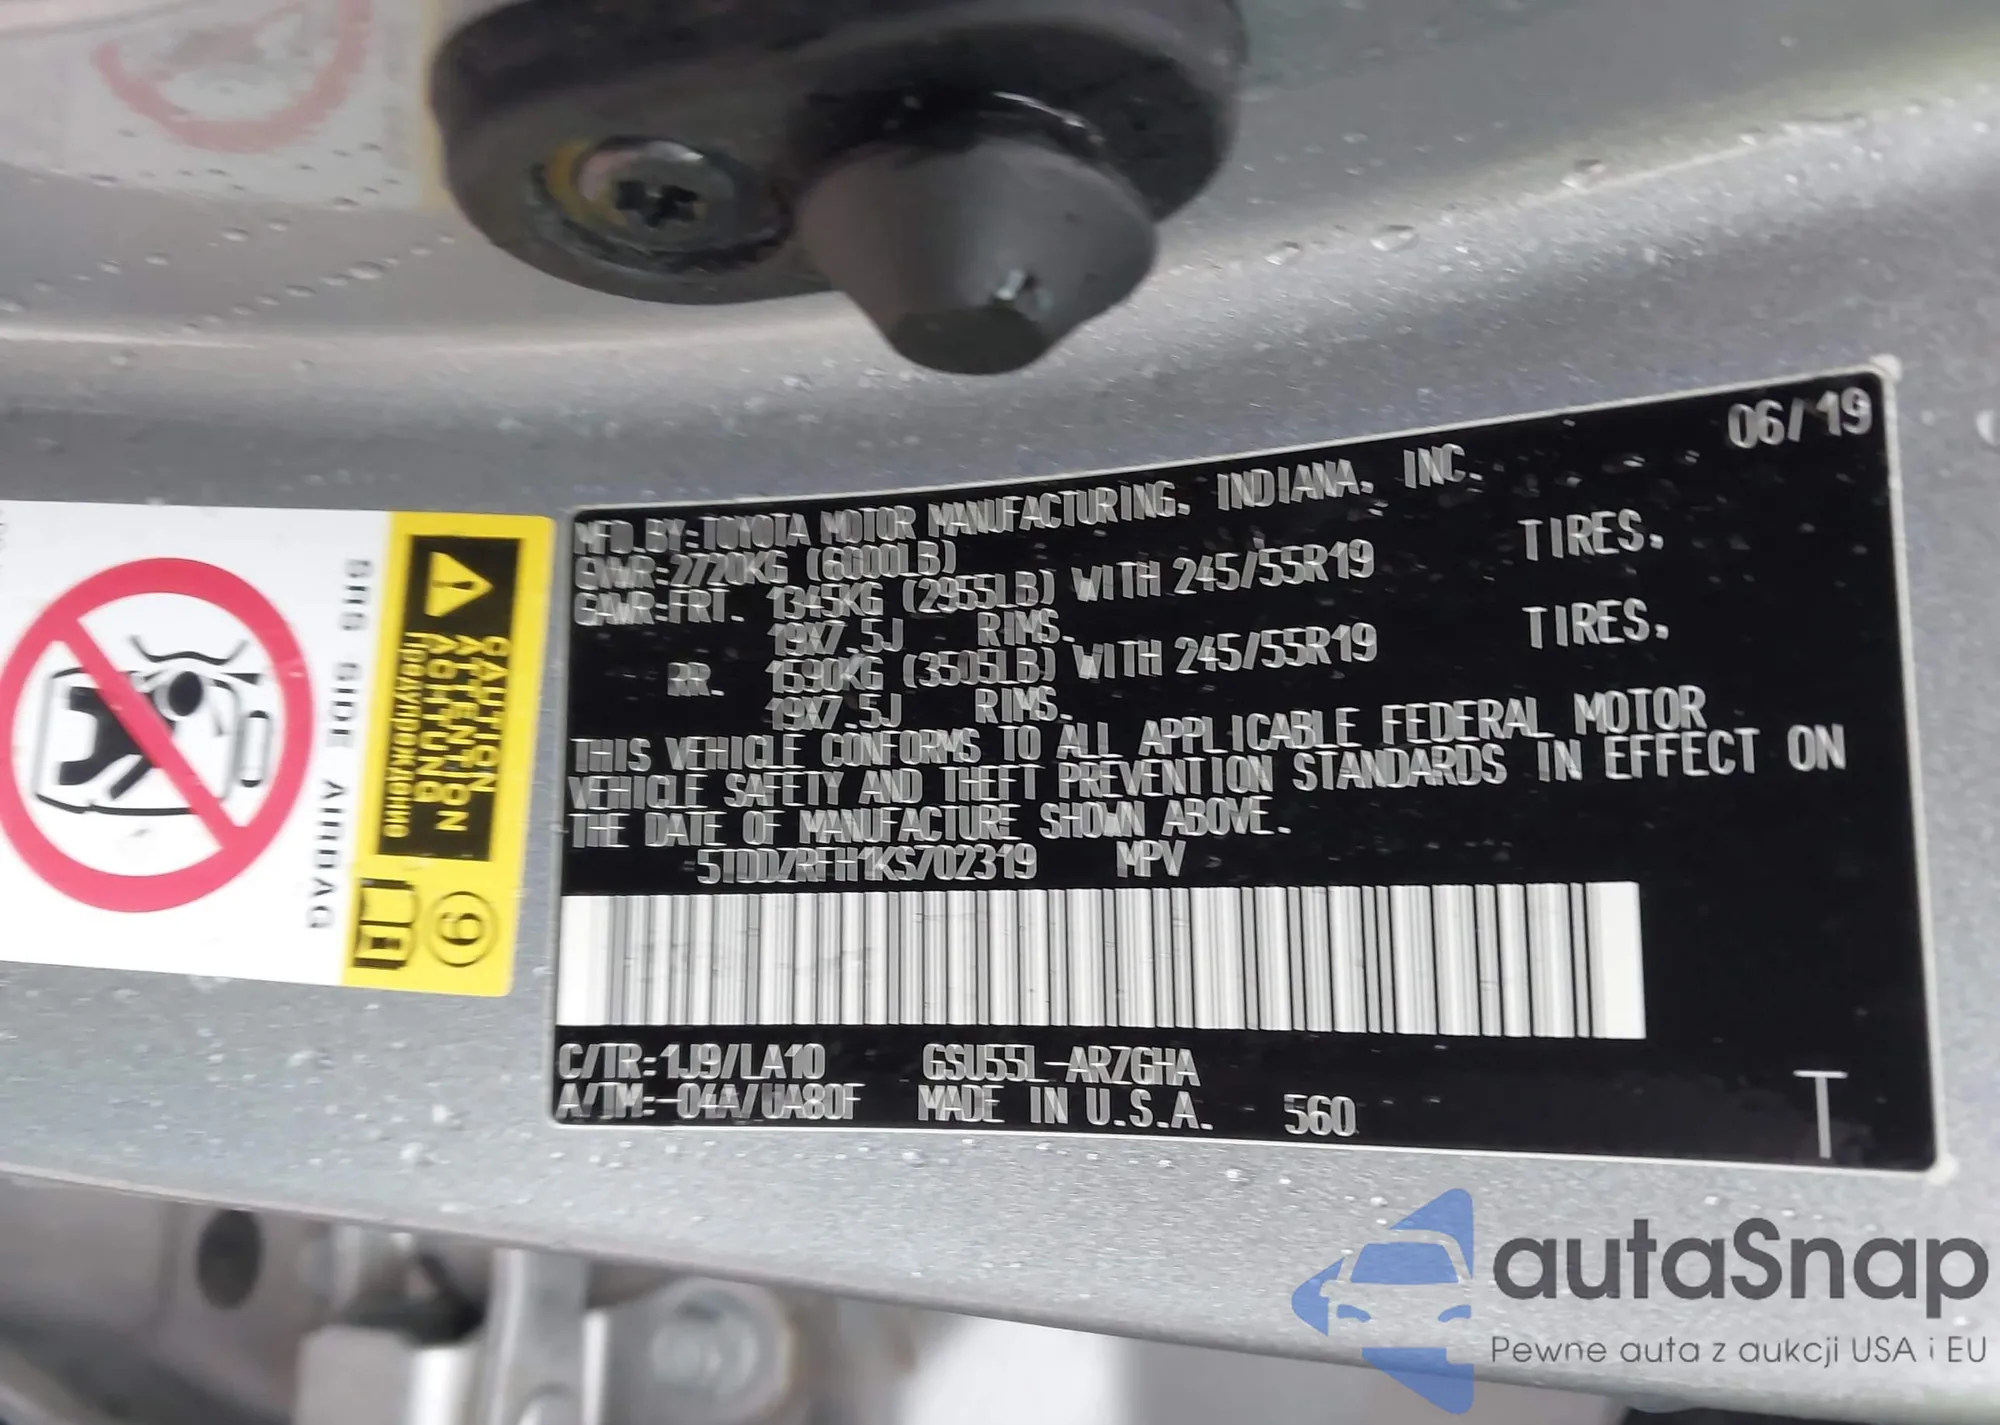 06/19
MFD.BY:TOYOTA MOTOR MANUFACTURING, INDIANA, INC.
GVWR:2720KG (6000LB)
GAWR:FRT. 1345KG (2955LB) WITH 245/55R19 TIRES,
19X7.5J RIMS.
RR. 1590KG (3505LB) WITH 245/55R19 TIRES,
19X7.5J RIMS.
THIS VEHICLE CONFORMS TO ALL APPLICABLE FEDERAL MOTOR
VEHICLE SAFETY AND THEFT PREVENTION STANDARDS IN EFFECT ON
THE DATE OF MANUFACTURE SHOWN ABOVE.
5TDDZRFH1KS702319 MPV
C/TR:1J9/LA10 GSU55L-ARZGHA
A/TM:-04A/UA80F MADE IN U.S.A. 560
T
CAUTION
ATTENTION
ACHTUNG
ПРЕДУПРЕЖДЕНИЕ
SRS SIDE AIRBAG
9
autaSnap
Pewne auta z aukcji USA i EU